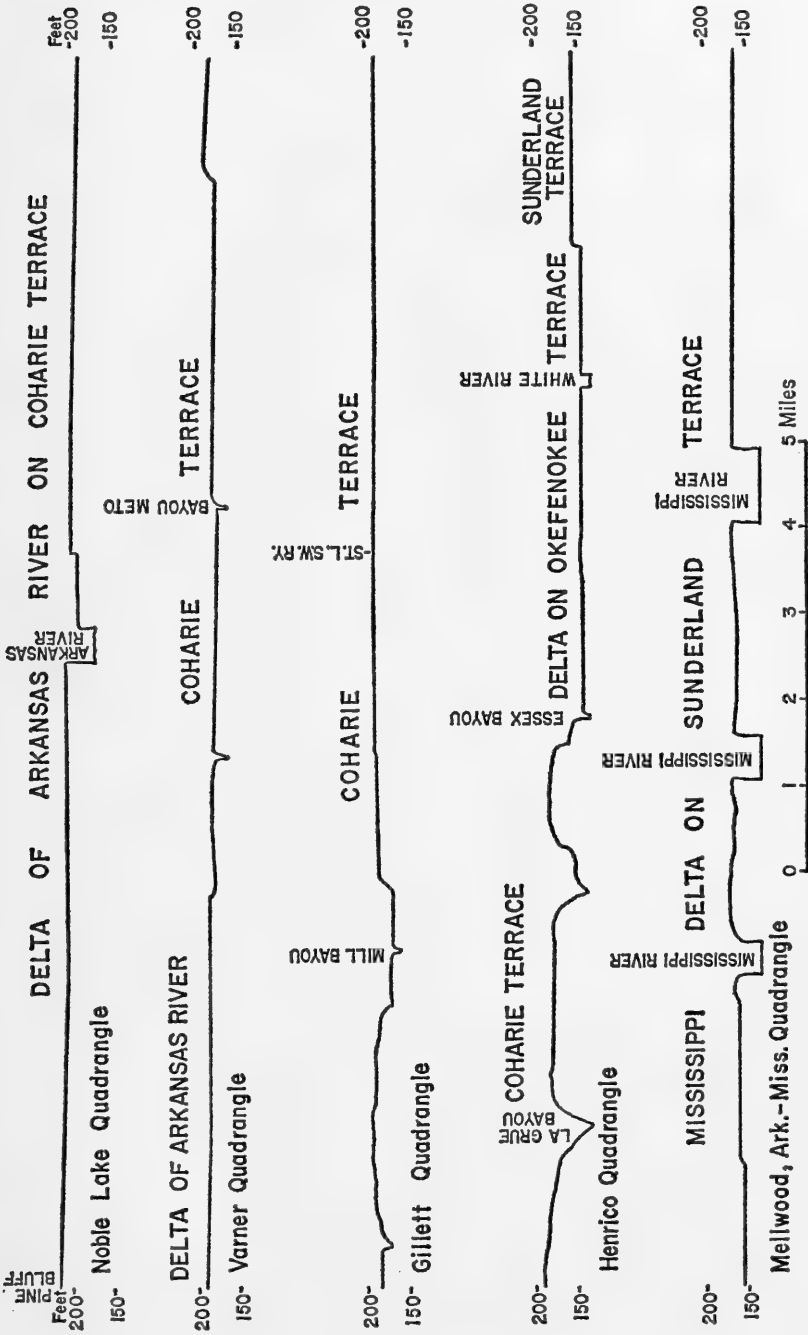 PINE
BLUFF
Feet
200-
150-
DELTA OF ARKANSAS RIVER ON COHARIE TERRACE
ARKANSAS
RIVER
Feet
-200
-150
Noble Lake Quadrangle
DELTA OF ARKANSAS RIVER
COHARIE TERRACE
BAYOU METO
-200
-150
200-
150-
Varner Quadrangle
COHARIE TERRACE
MILL BAYOU
ST.L., SW.RY.
-200
-150
200-
150-
Gillett Quadrangle
COHARIE TERRACE
LA GRUE
BAYOU
ESSEX BAYOU
DELTA ON OKEFENOKEE TERRACE
WHITE RIVER
SUNDERLAND
TERRACE
-200
-150
200-
150-
Henrico Quadrangle
MISSISSIPPI DELTA ON SUNDERLAND TERRACE
MISSISSIPPI RIVER
MISSISSIPPI RIVER
MISSISSIPPI
RIVER
-200
-150
200-
150-
Mellwood, Ark.-Miss. Quadrangle
0 1 2 3 4 5 Miles